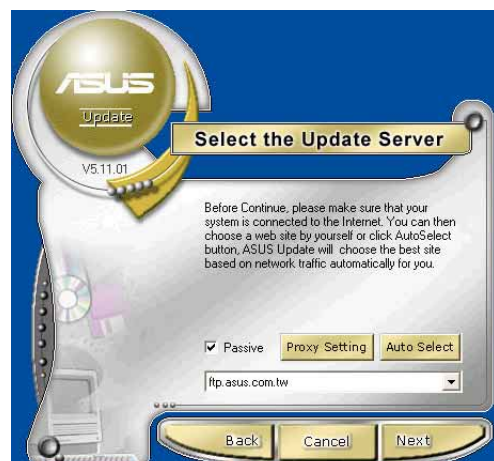 ASUS
Update
V5.11.01
Select the Update Server
Before Continue, please make sure that your
system is connected to the Internet. You can then
choose a web site by yourself or click AutoSelect
button, ASUS Update will choose the best site
based on network traffic automatically for you.
Passive
Proxy Setting
Auto Select
ftp.asus.com.tw
Back
Cancel
Next